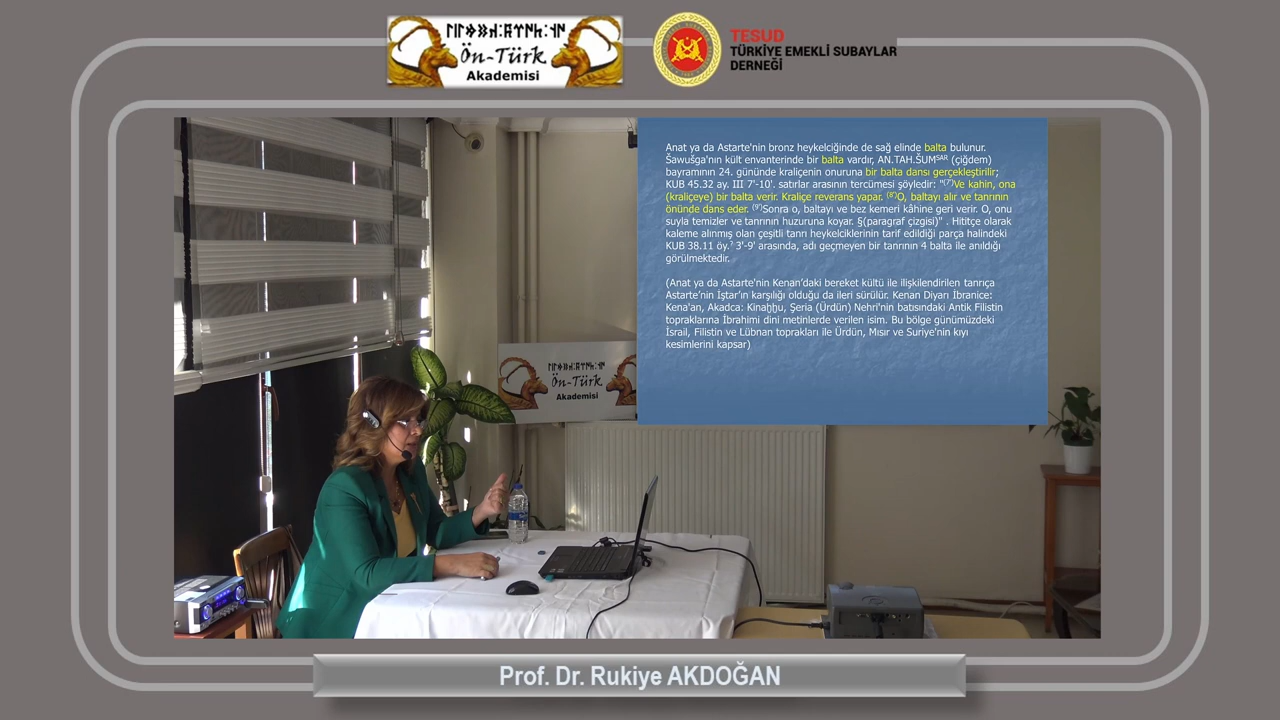 Ön-Türk
Akademisi
TESUD
TÜRKİYE EMEKLİ SUBAYLAR
DERNEĞİ
Anat ya da Astarte'nin bronz heykelciğinde de sağ elinde balta bulunur.
Šawušga'nın kült envanterinde bir balta vardır, AN.TAH.ŠUMSAR (çiğdem)
bayramının 24. gününde kraliçenin onuruna bir balta dansı gerçekleştirilir;
KUB 45.32 ay. III 7'-10'. satırlar arasının tercümesi şöyledir: "(7')Ve kahin, ona
(kraliçeye) bir balta verir. Kraliçe reverans yapar. (8')O, baltayı alır ve tanrının
önünde dans eder. (9')Sonra o, baltayı ve bez kemeri kâhine geri verir. O, onu
suyla temizler ve tanrının huzuruna koyar. §(paragraf çizgisi)" . Hititçe olarak
kaleme alınmış olan çeşitli tanrı heykelciklerinin tarif edildiği parça halindeki
KUB 38.11 öy.? 3'-9' arasında, adı geçmeyen bir tanrının 4 balta ile anıldığı
görülmektedir.
(Anat ya da Astarte'nin Kenan'daki bereket kültü ile ilişkilendirilen tanrıça
Astarte'nin İştar'ın karşılığı olduğu da ileri sürülür. Kenan Diyarı İbranice:
Kena'an, Akadca: Kinaḫḫu, Şeria (Ürdün) Nehri'nin batısındaki Antik Filistin
topraklarına İbrahimi dini metinlerde verilen isim. Bu bölge günümüzdeki
İsrail, Filistin ve Lübnan toprakları ile Ürdün, Mısır ve Suriye'nin kıyı
kesimlerini kapsar)
Ön-Türk
Akademisi
Prof. Dr. Rukiye AKDOĞAN